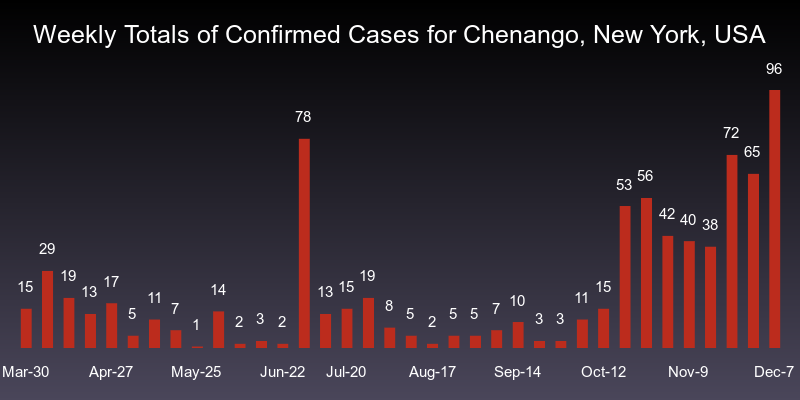 Weekly Totals of Confirmed Cases for Chenango, New York, USA
15 29 19 13 17 5 11 7 1 14 2 3 2 78 13 15 19 8 5 2 5 5 7 10 3 3 11 15 53 56 42 40 38 72 65 96
Mar-30 Apr-27 May-25 Jun-22 Jul-20 Aug-17 Sep-14 Oct-12 Nov-9 Dec-7